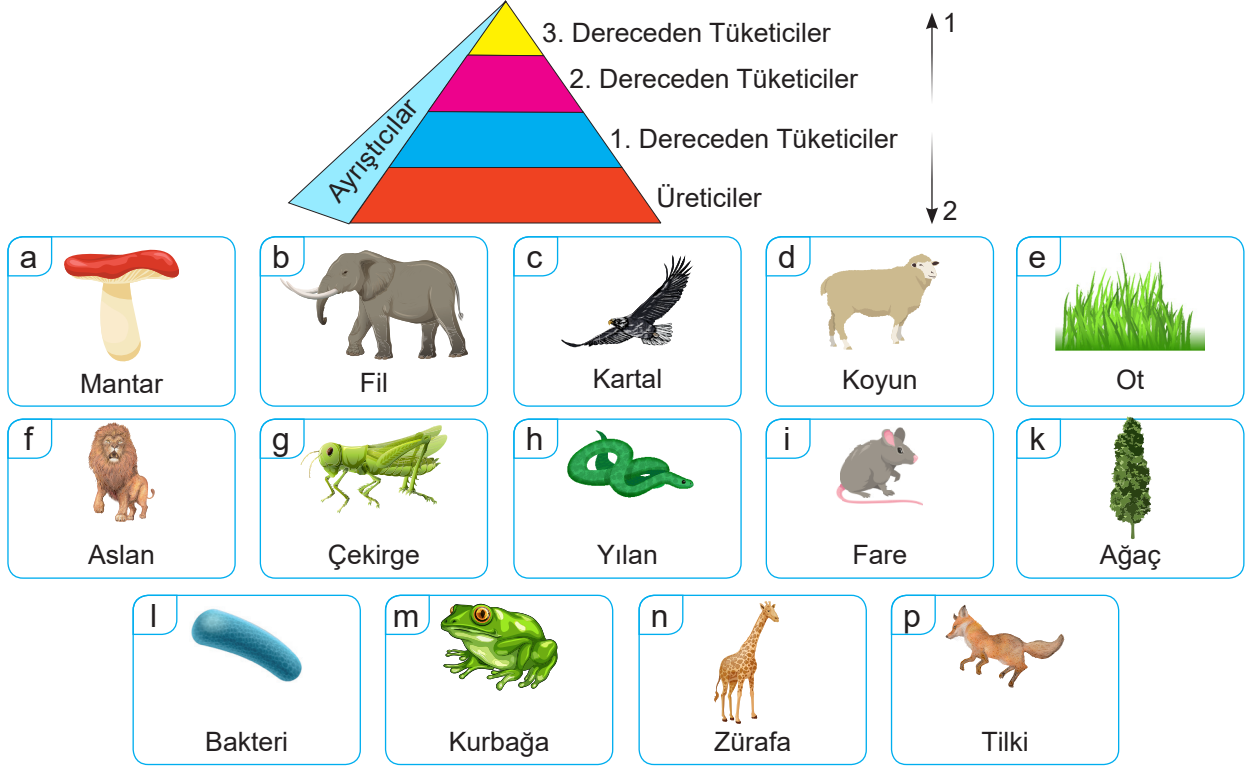 3. Dereceden Tüketiciler
2. Dereceden Tüketiciler
1. Dereceden Tüketiciler
Üreticiler
Ayrıştıcılar
1
2
a
Mantar
b
Fil
c
Kartal
d
Koyun
e
Ot
f
Aslan
g
Çekirge
h
Yılan
i
Fare
k
Ağaç
l
Bakteri
m
Kurbağa
n
Zürafa
p
Tilki